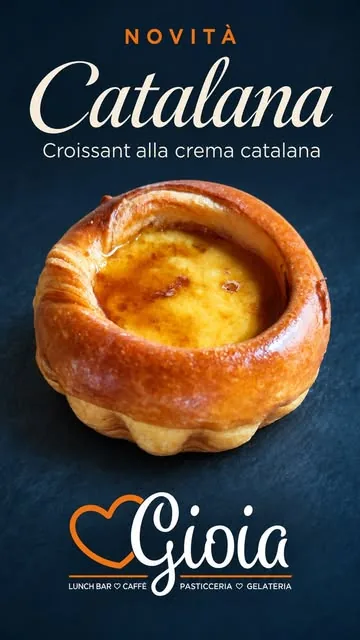 NOVITÀ
Catalana
Croissant alla crema catalana
Gioia
LUNCH BAR ♡ CAFFÈ PASTICCERIA ♡ GELATERIA